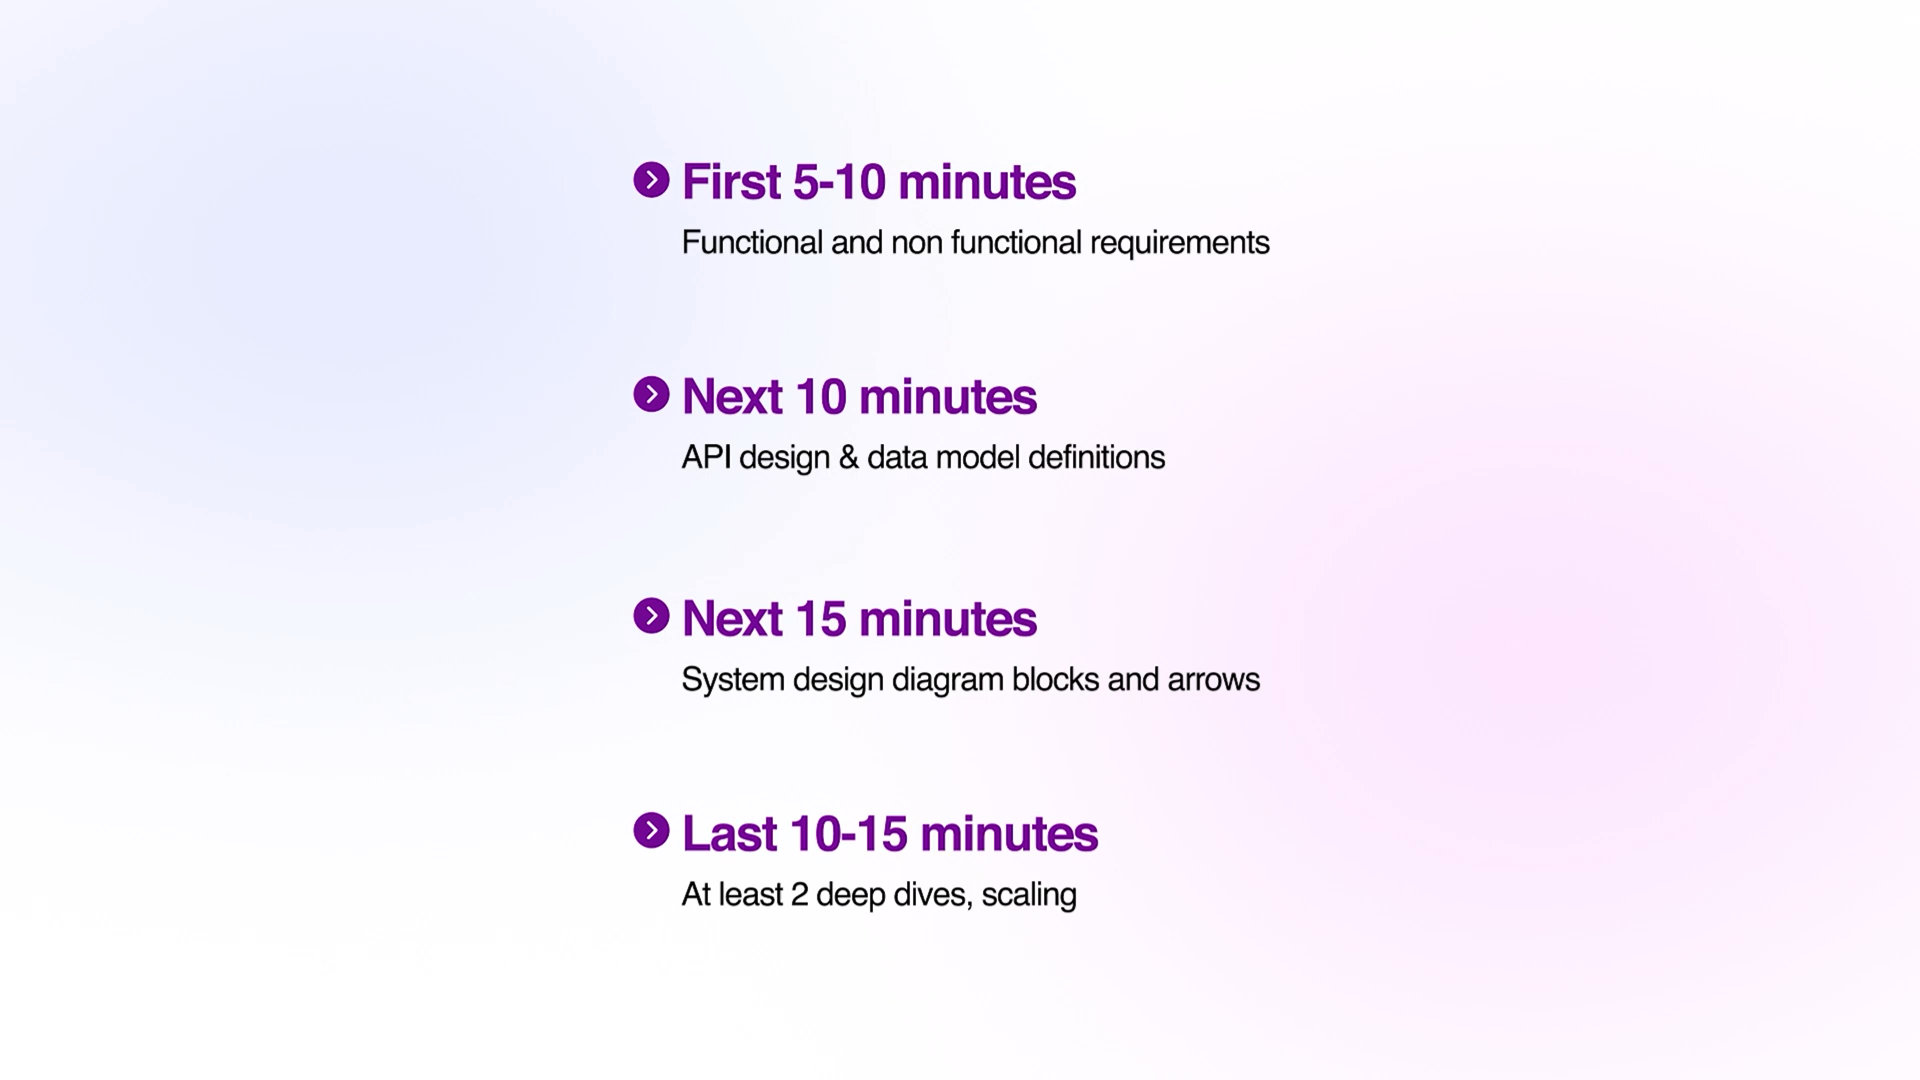 First 5-10 minutes
Functional and non functional requirements
Next 10 minutes
API design & data model definitions
Next 15 minutes
System design diagram blocks and arrows
Last 10-15 minutes
At least 2 deep dives, scaling